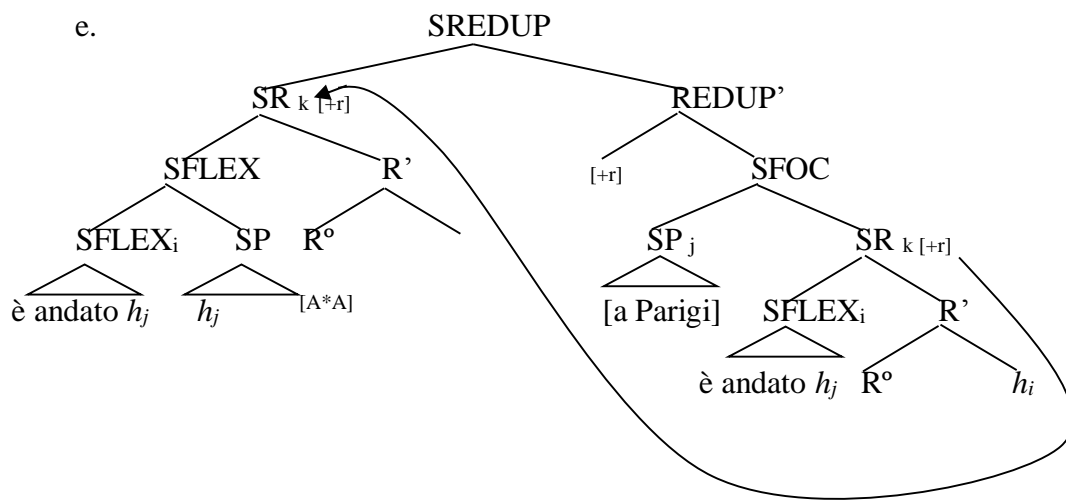 e. SREDUP
SR k [+r] REDUP’
SFLEX R’ [+r] SFOC
SFLEXi SP Rº SP j SR k [+r]
è andato hj hj [A*A] [a Parigi] SFLEXi R’
è andato hj Rº hi